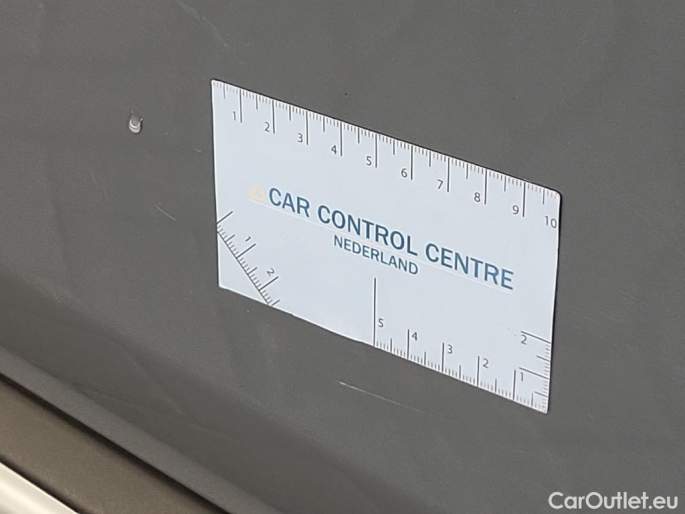 1 2 3 4 5 6 7 8 9 10
CAR CONTROL CENTRE
NEDERLAND
1 2
5 4 3 2 1
2
CarOutlet.eu